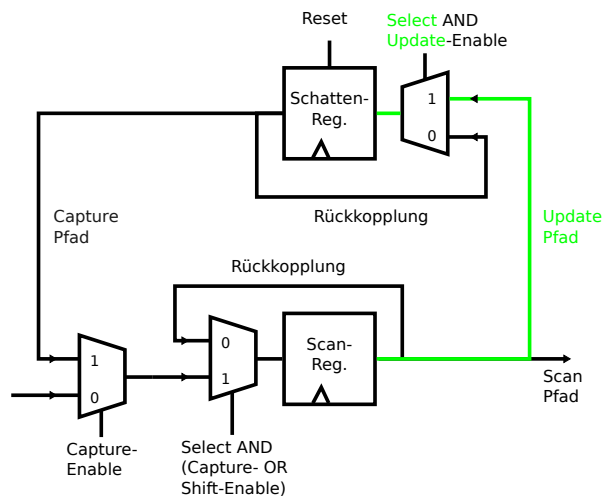 Reset
Select AND
Update-Enable
Schatten-
Reg.
1
0
Capture
Pfad
Rückkopplung
Update
Pfad
Rückkopplung
1
0
0
1
Scan-
Reg.
Scan
Pfad
Capture-
Enable
Select AND
(Capture- OR
Shift-Enable)